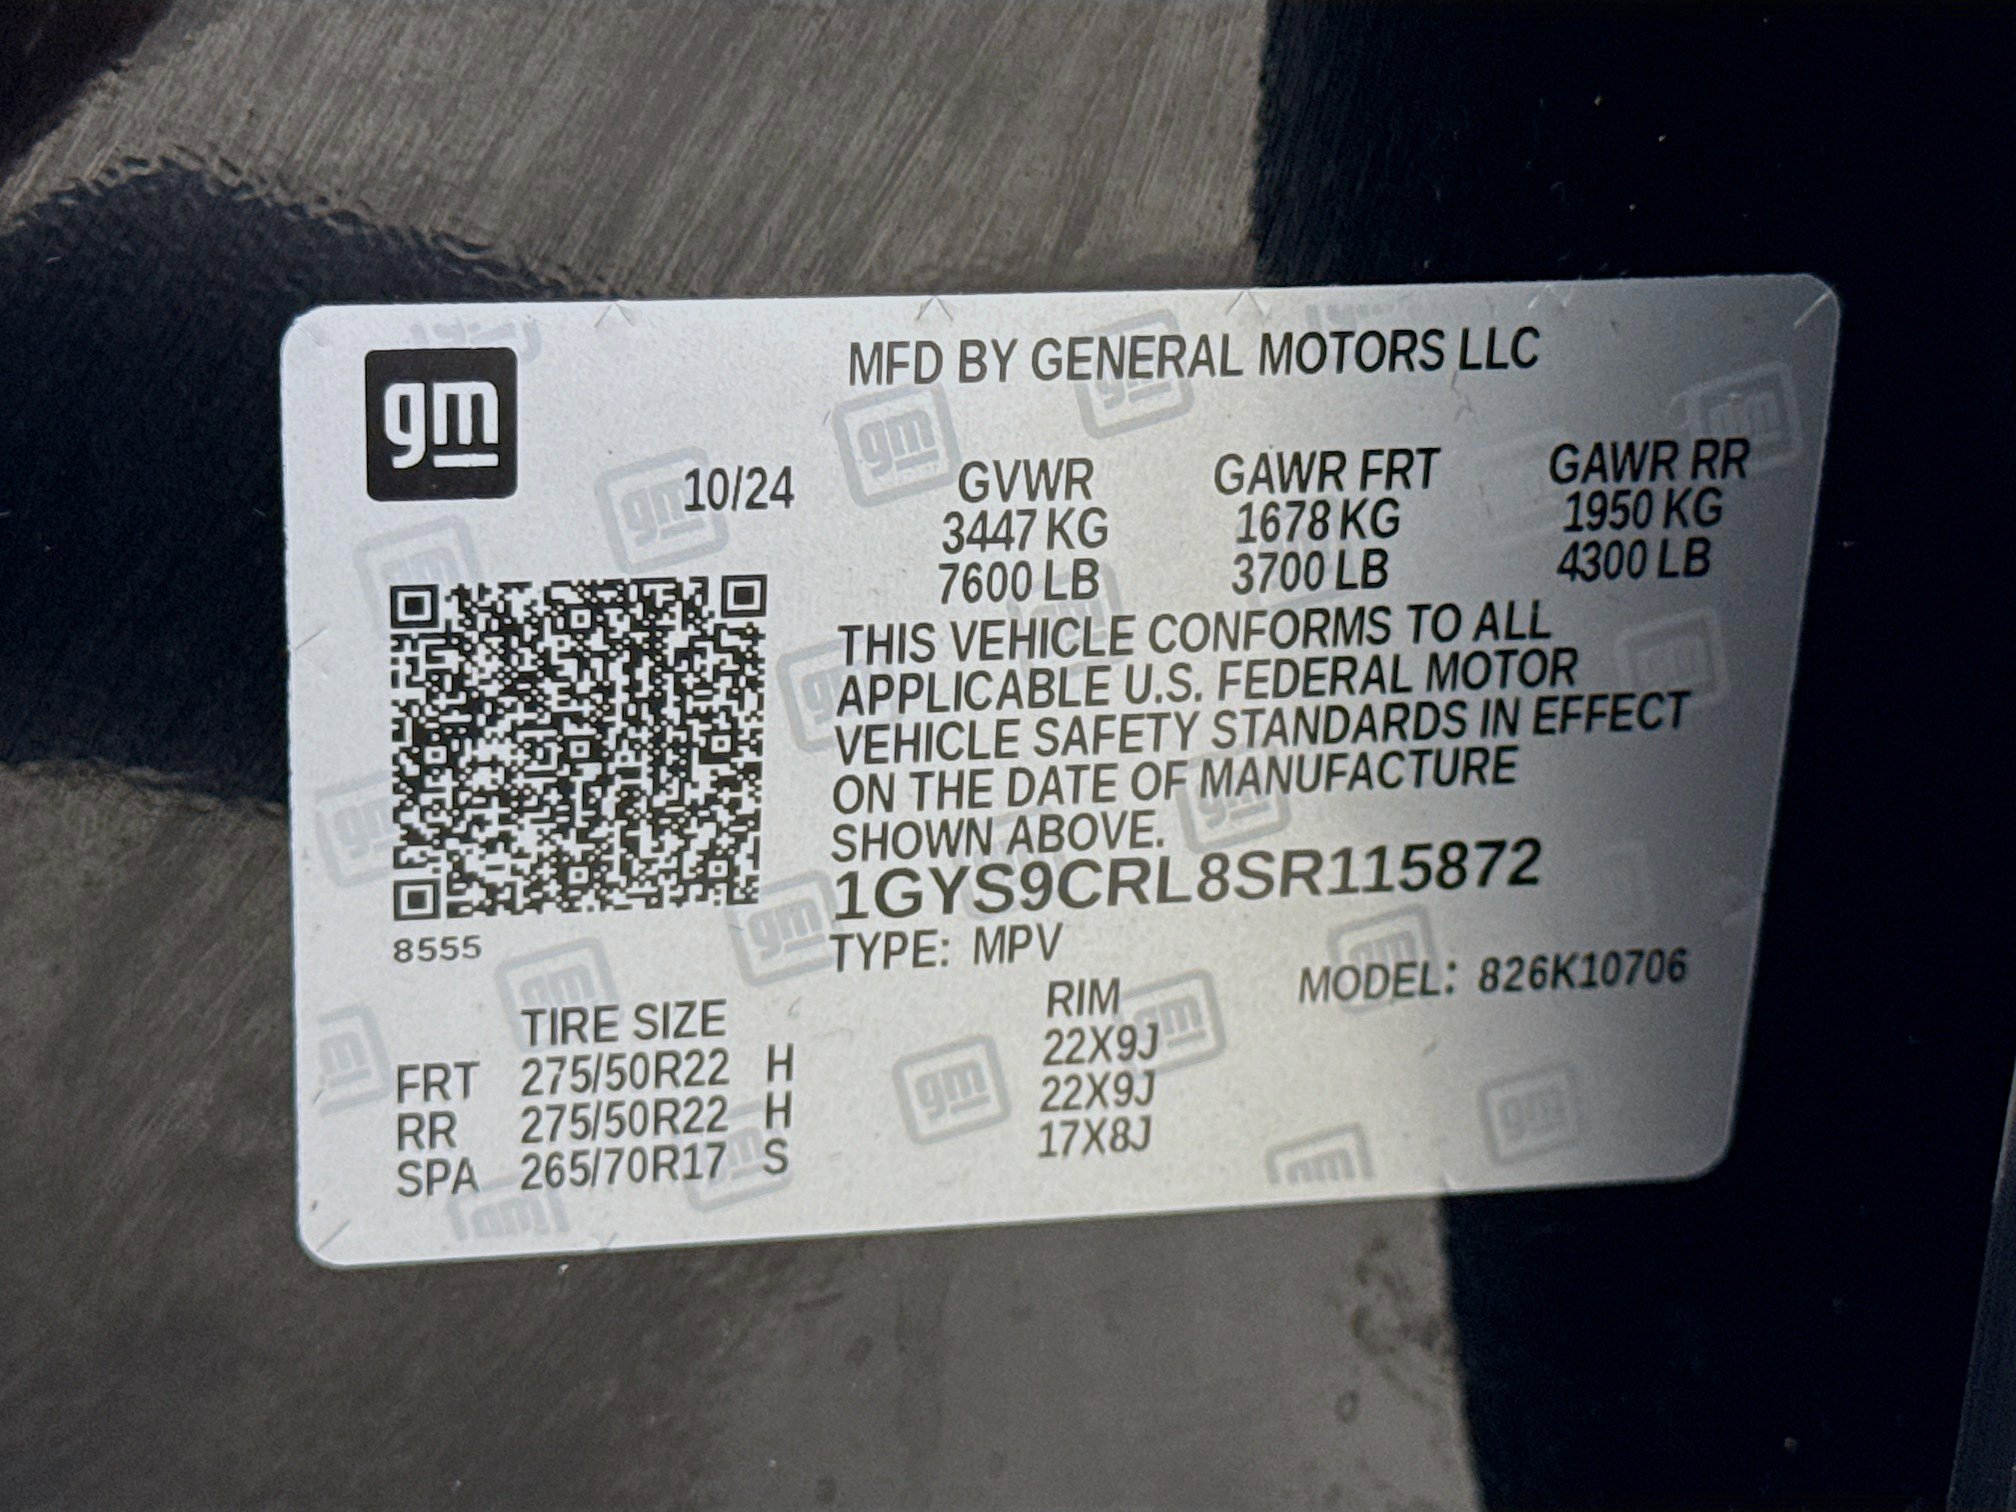 gm
MFD BY GENERAL MOTORS LLC
10/24
GVWR GAWR FRT GAWR RR
3447 KG 1678 KG 1950 KG
7600 LB 3700 LB 4300 LB
THIS VEHICLE CONFORMS TO ALL
APPLICABLE U.S. FEDERAL MOTOR
VEHICLE SAFETY STANDARDS IN EFFECT
ON THE DATE OF MANUFACTURE
SHOWN ABOVE.
1GYS9CRL8SR115872
8555
TYPE: MPV MODEL: 826K10706
TIRE SIZE RIM
FRT 275/50R22 H 22X9J
RR 275/50R22 H 22X9J
SPA 265/70R17 S 17X8J